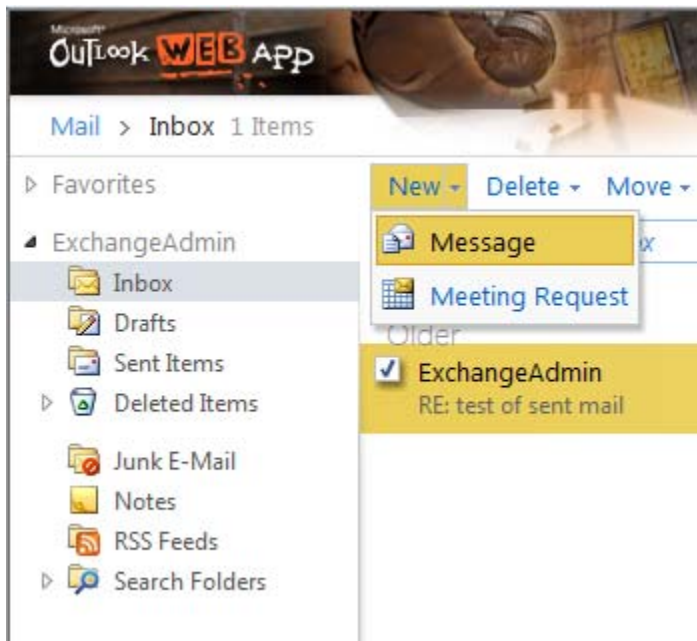 Microsoft
OUTLOOK WEB APP
Mail > Inbox 1 Items
Favorites
New Delete Move
ExchangeAdmin
Message
Inbox
Meeting Request
Drafts
Older
Sent Items
ExchangeAdmin
Deleted Items
RE: test of sent mail
Junk E-Mail
Notes
RSS Feeds
Search Folders